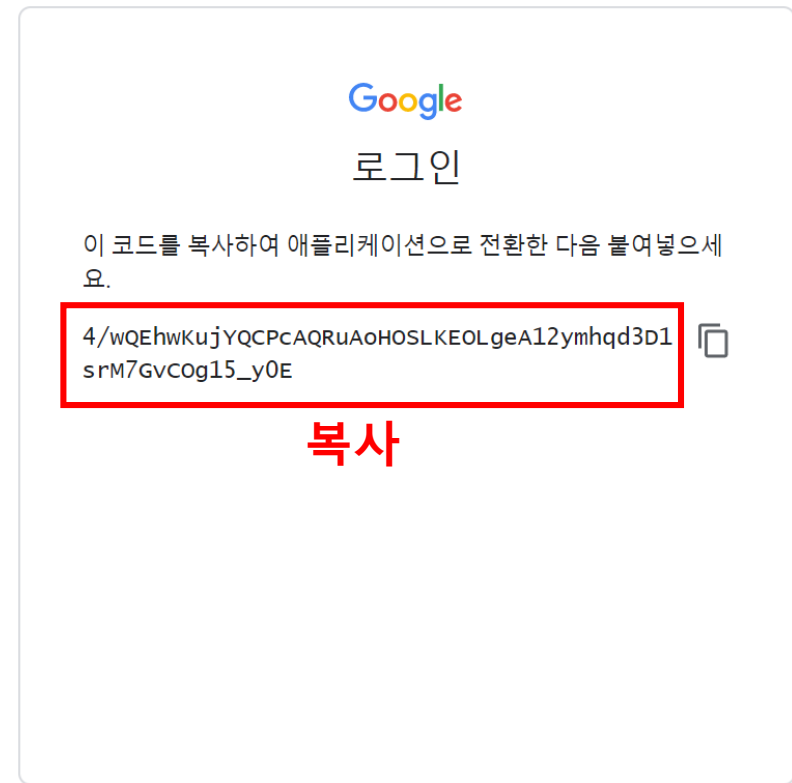 Google
로그인
이 코드를 복사하여 애플리케이션으로 전환한 다음 붙여넣으세
요.
4/wQEhwKujYQCPcAQRuAoHOSLKEOLgeA12ymhqd3D1
srM7GvCOg15_y0E
복사